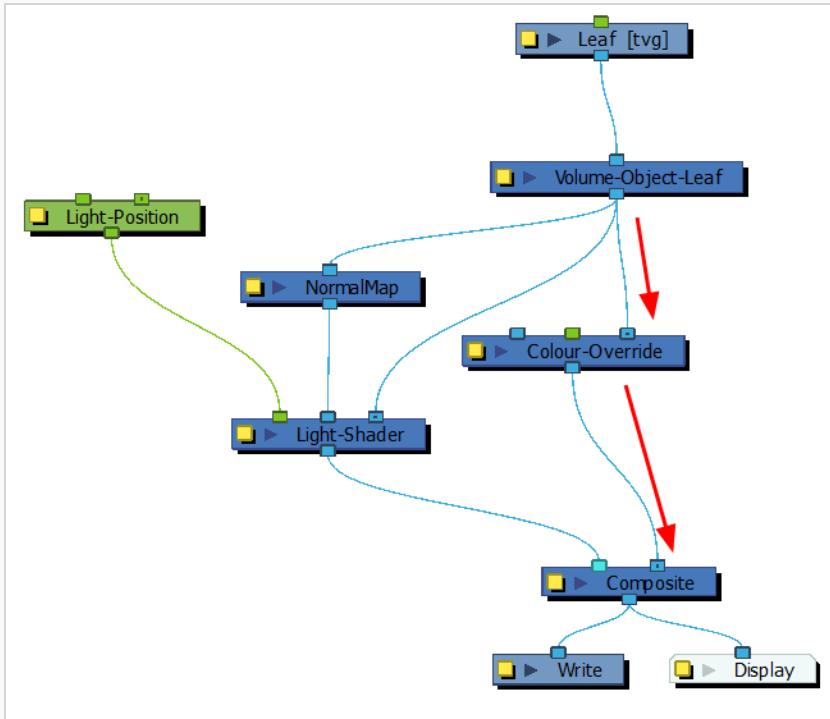 Leaf [tvg]
Volume-Object-Leaf
Light-Position
NormalMap
Colour-Override
Light-Shader
Composite
Write
Display